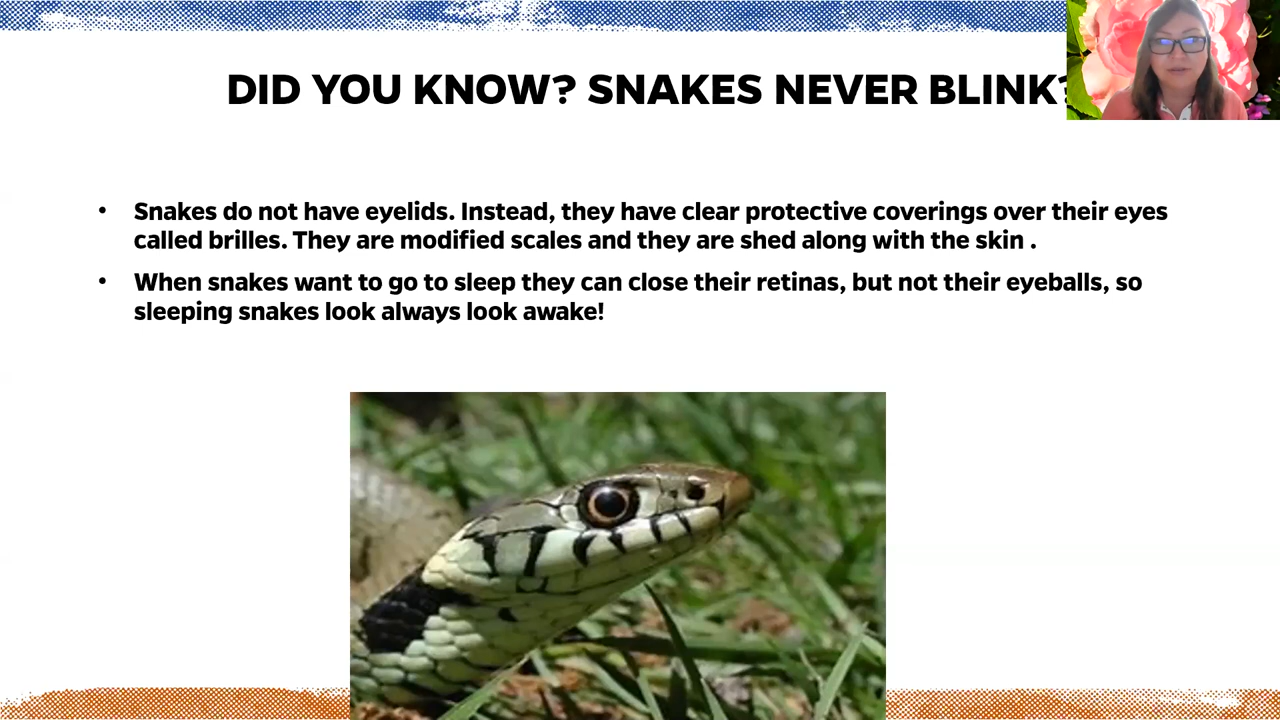 DID YOU KNOW? SNAKES NEVER BLINK?
• Snakes do not have eyelids. Instead, they have clear protective coverings over their eyes
called brilles. They are modified scales and they are shed along with the skin .
• When snakes want to go to sleep they can close their retinas, but not their eyeballs, so
sleeping snakes look always look awake!